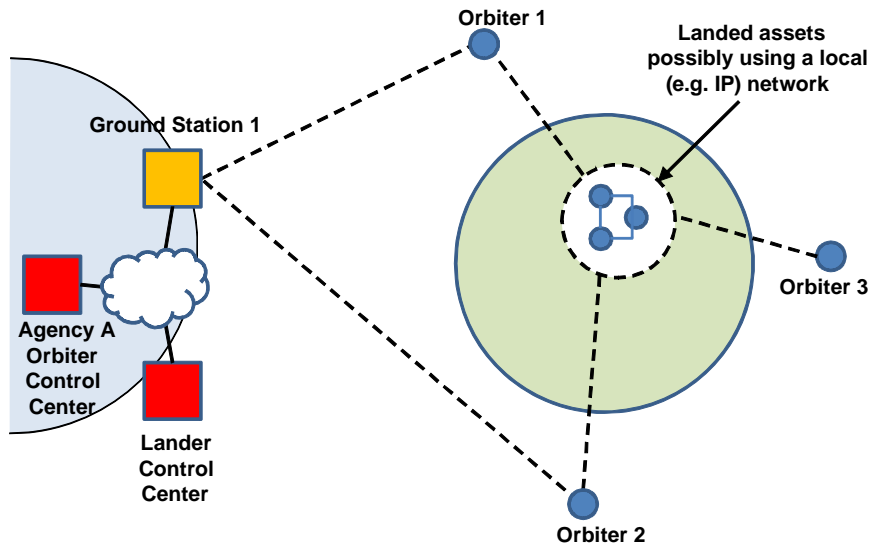 Orbiter 1
Landed assets
possibly using a local
(e.g. IP) network
Ground Station 1
Orbiter 3
Agency A
Orbiter
Control
Center
Lander
Control
Center
Orbiter 2